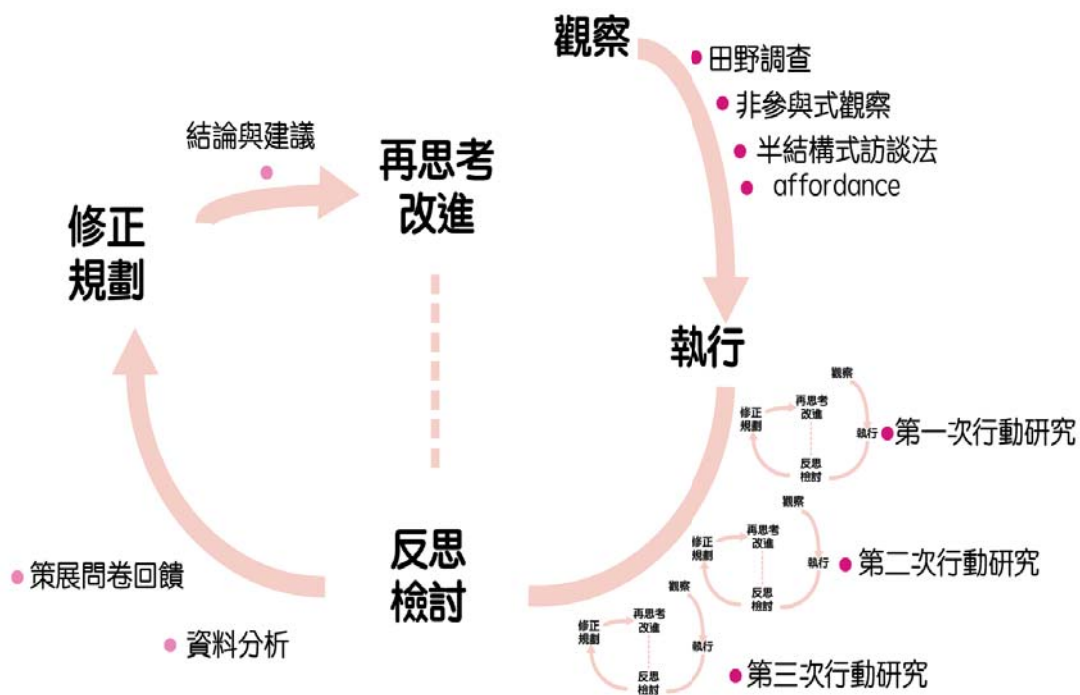 觀察
田野調查
非參與式觀察
半結構式訪談法
affordance
結論與建議
再思考
改進
修正
規劃
執行
觀察
再思考
改進
修正
規劃
執行
反思
檢討
第一次行動研究
觀察
再思考
改進
修正
規劃
執行
反思
檢討
第二次行動研究
觀察
再思考
改進
修正
規劃
執行
反思
檢討
第三次行動研究
反思
檢討
策展問卷回饋
資料分析